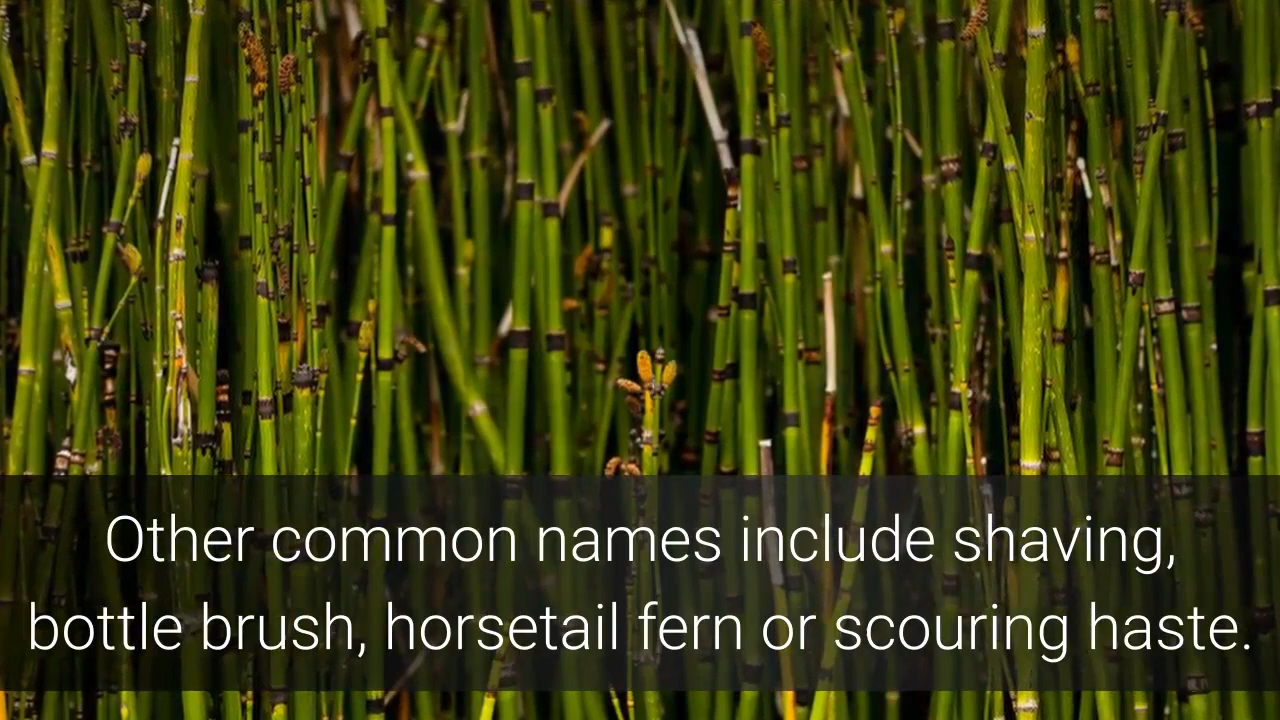 Other common names include shaving,
bottle brush, horsetail fern or scouring haste.